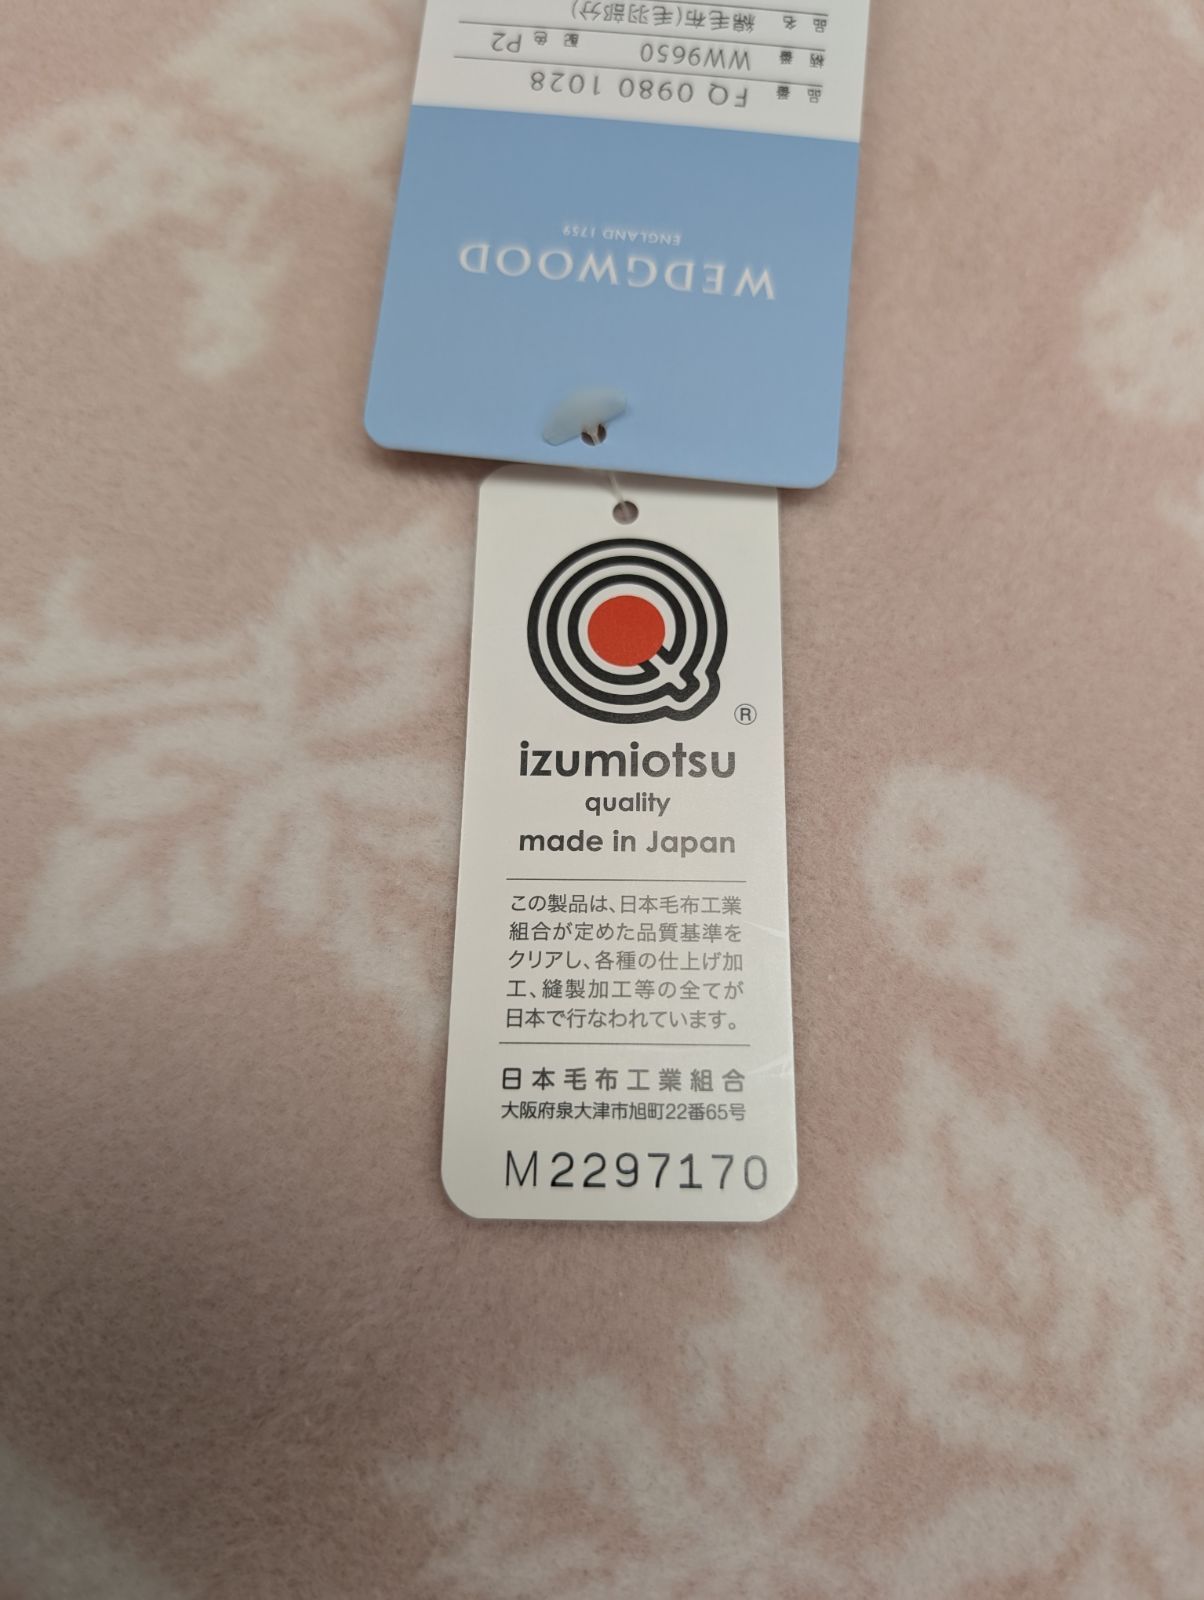 品名 綿毛布(毛羽部分)
柄番 WW9650 配色 P2
品番 FQ 0980 1028
WEDGWOOD
ENGLAND 1759
®
izumiotsu
quality
made in Japan
この製品は、日本毛布工業
組合が定めた品質基準を
クリアし、各種の仕上げ加
工、縫製加工等の全てが
日本で行なわれています。
日本毛布工業組合
大阪府泉大津市旭町22番65号
M2297170